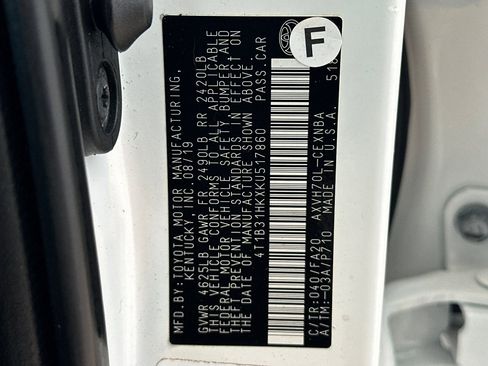 MFD.BY: TOYOTA MOTOR MANUFACTURING,
KENTUCKY, INC. 08/19
GVWR 4625LB GAWR FR 2490LB RR 2420LB
THIS VEHICLE CONFORMS TO ALL APPLICABLE
FEDERAL MOTOR VEHICLE SAFETY, BUMPER, AND
THEFT PREVENTION STANDARDS IN EFFECT ON
THE DATE OF MANUFACTURE SHOWN ABOVE.
4T1B31HKXKU517860 PASS.CAR
F
C/TR: 040/FA20 AXVH70L-CEXNBA
A/TM: -03A/P710 MADE IN U.S.A.